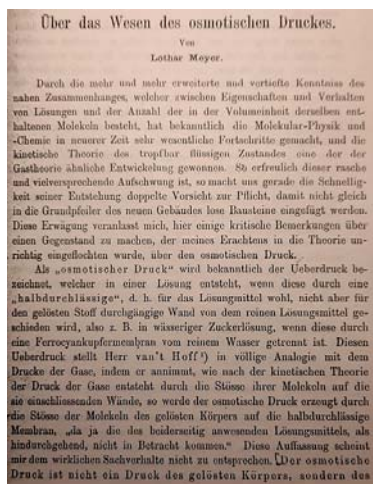 Über das Wesen des osmotischen Druckes.
Von
Lothar Meyer.
Durch die mehr und mehr erweiterte und vertiefte Kenntniss des
nahen Zusammenhanges, welcher zwischen Eigenschaften und Verhalten
von Lösungen und der Anzahl der in der Volumeinheit derselben ent-
haltenen Molekeln besteht, hat bekanntlich die Molekular-Physik und
-Chemie in neuerer Zeit sehr wesentliche Fortschritte gemacht, und die
kinetische Theorie des tropfbar flüssigen Zustandes eine der der
Gastheorie ähnliche Entwickelung gewonnen. So erfreulich dieser rasche
und vielversprechende Aufschwung ist, so macht uns gerade die Schnellig-
keit seiner Entstehung doppelte Vorsicht zur Pflicht, damit nicht gleich
in die Grundpfeiler des neuen Gebäudes lose Bausteine eingefügt werden.
Diese Erwägung veranlasst mich, hier einige kritische Bemerkungen über
einen Gegenstand zu machen, der meines Erachtens in die Theorie un-
richtig eingeflochten wurde, über den osmotischen Druck.
Als „osmotischer Druck“ wird bekanntlich der Ueberdruck be-
zeichnet, welcher in einer Lösung entsteht, wenn diese durch eine
„halbdurchlässige“, d. h. für das Lösungsmittel wohl, nicht aber für
den gelösten Stoff durchgängige Wand von dem reinen Lösungsmittel ge-
schieden wird, also z. B. in wässeriger Zuckerlösung, wenn diese durch
eine Ferrocyankupfermembran vom reinem Wasser getrennt ist. Diesen
Ueberdruck stellt Herr van't Hoff¹) in völlige Analogie mit dem
Drucke der Gase, indem er annimmt, wie nach der kinetischen Theorie
der Druck der Gase entsteht durch die Stösse ihrer Molekeln auf die
sie einschliessenden Wände, so werde der osmotische Druck erzeugt durch
die Stösse der Molekeln des gelösten Körpers auf die halbdurchlässige
Membran, „da ja die des beiderseitig anwesenden Lösungsmittels, als
hindurchgehend, nicht in Betracht kommen.“ Diese Auffassung scheint
mir dem wirklichen Sachverhalte nicht zu entsprechen. [Der osmotische
Druck ist nicht ein Druck des gelösten Körpers, sondern des